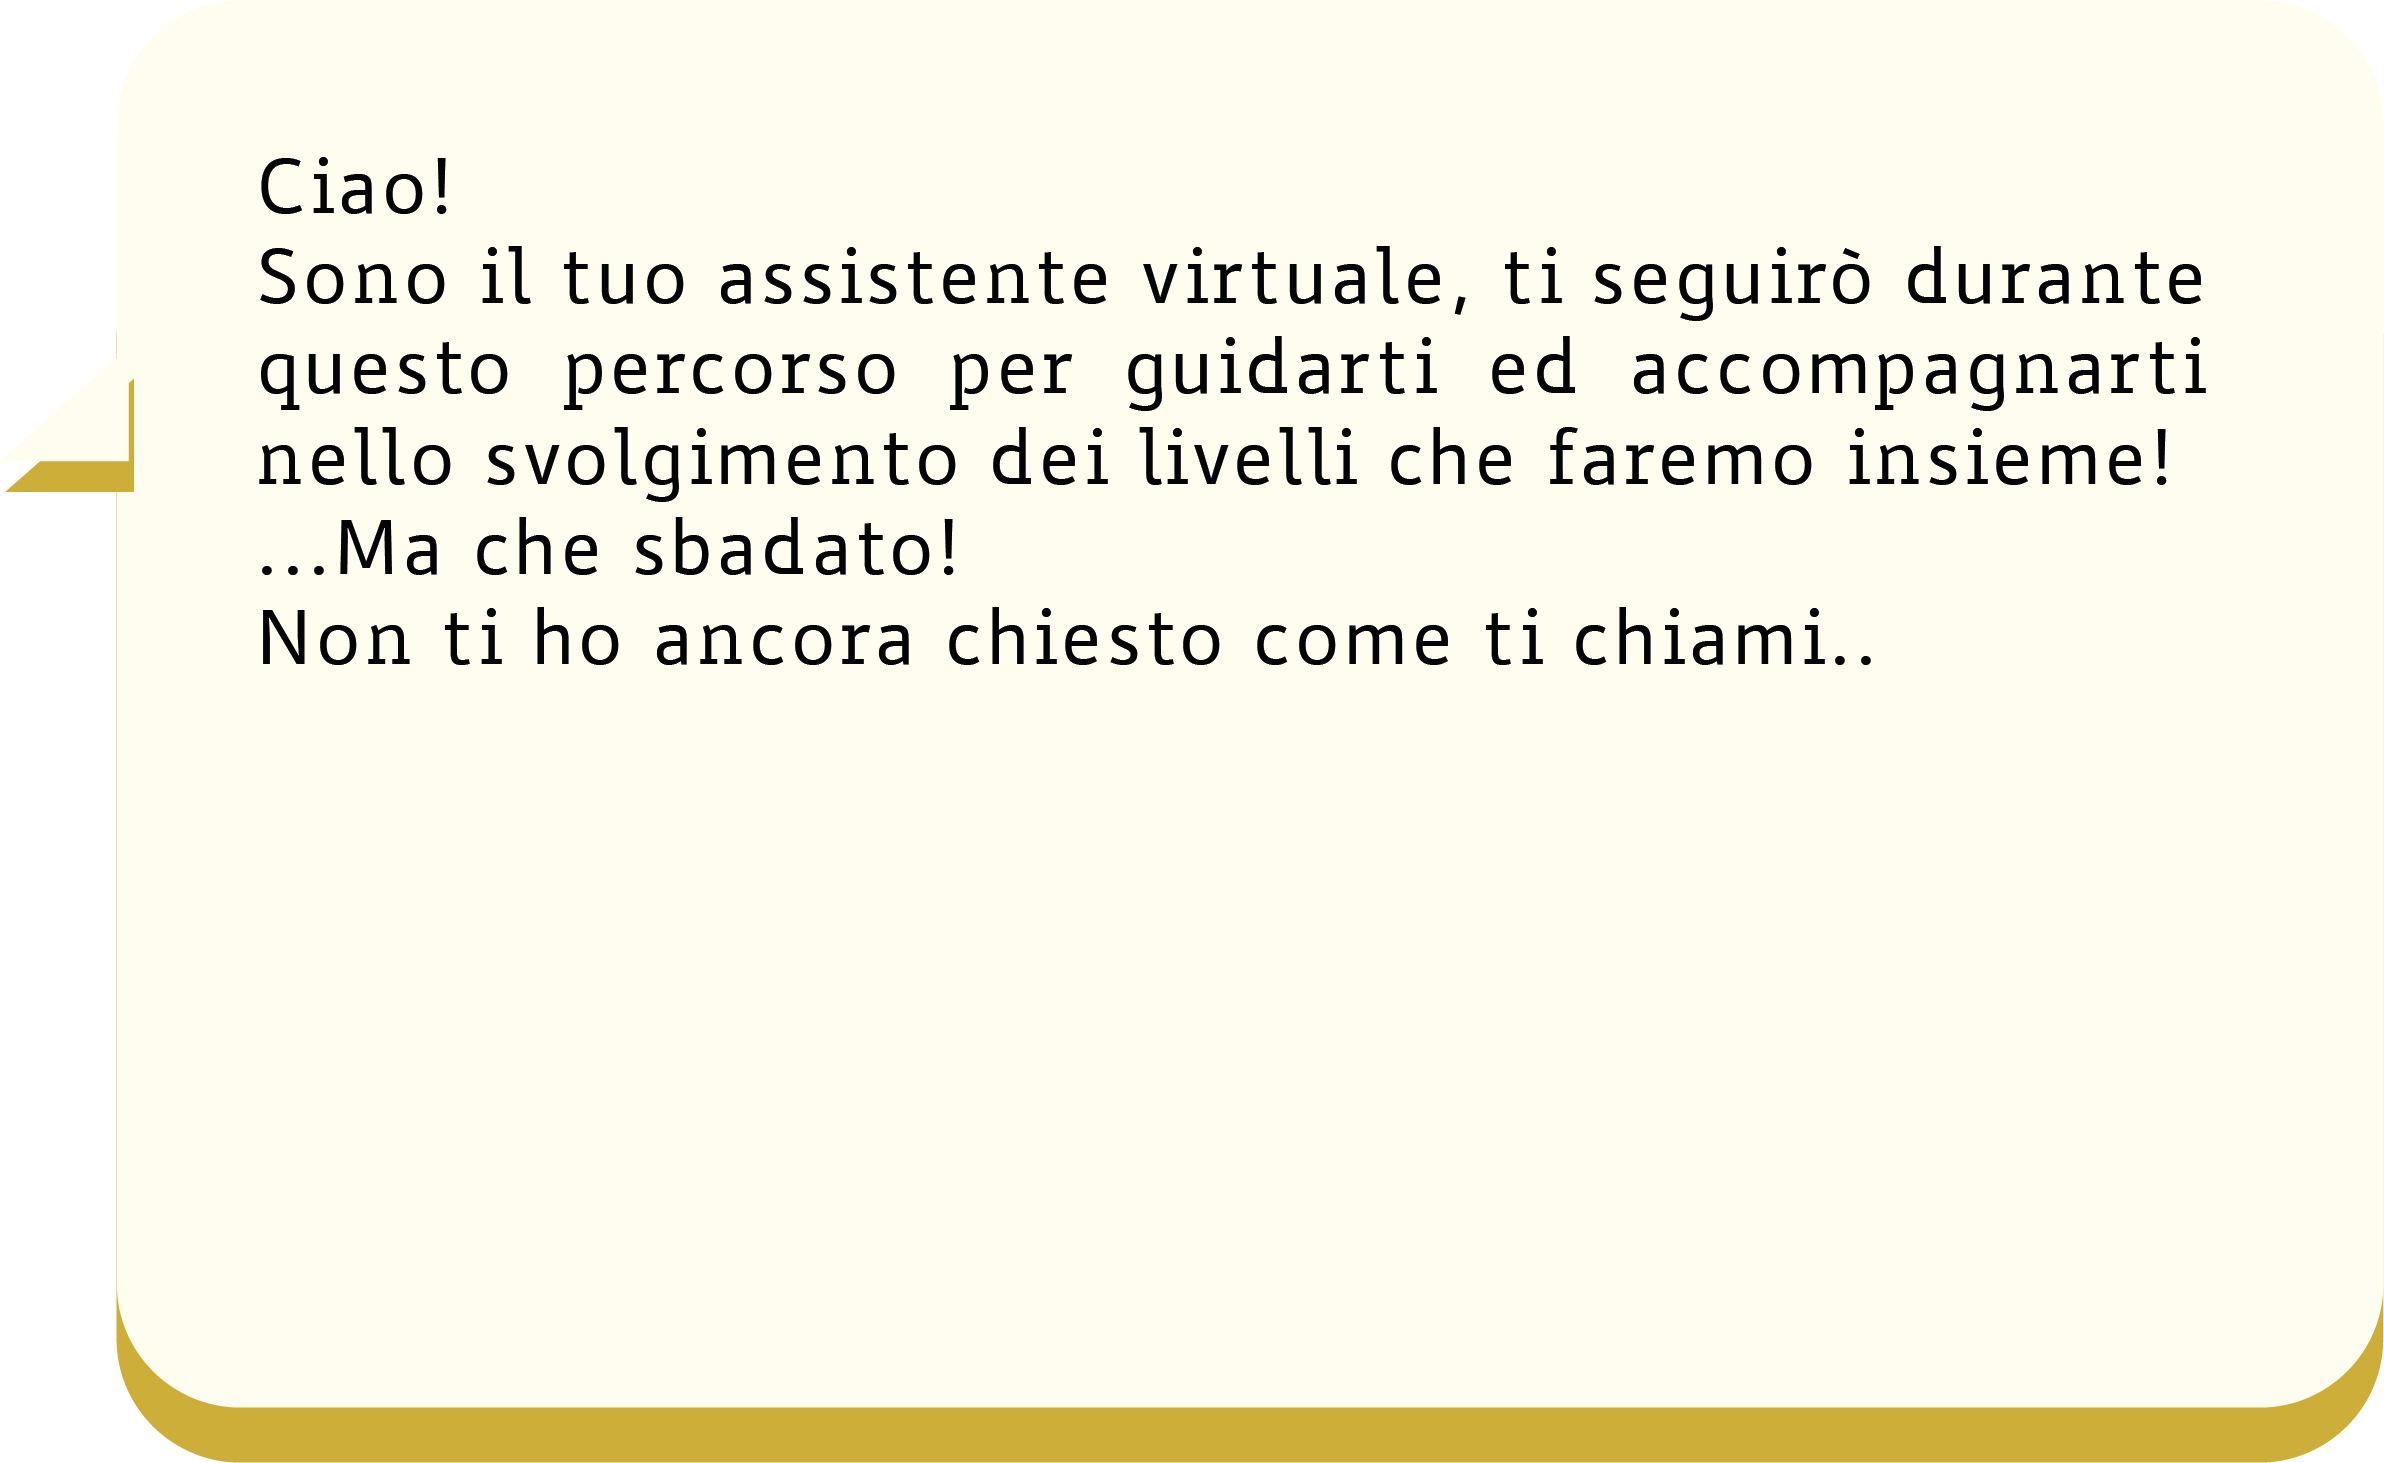 Ciao!
Sono il tuo assistente virtuale, ti seguirò durante
questo percorso per guidarti ed accompagnarti
nello svolgimento dei livelli che faremo insieme!
...Ma che sbadato!
Non ti ho ancora chiesto come ti chiami..